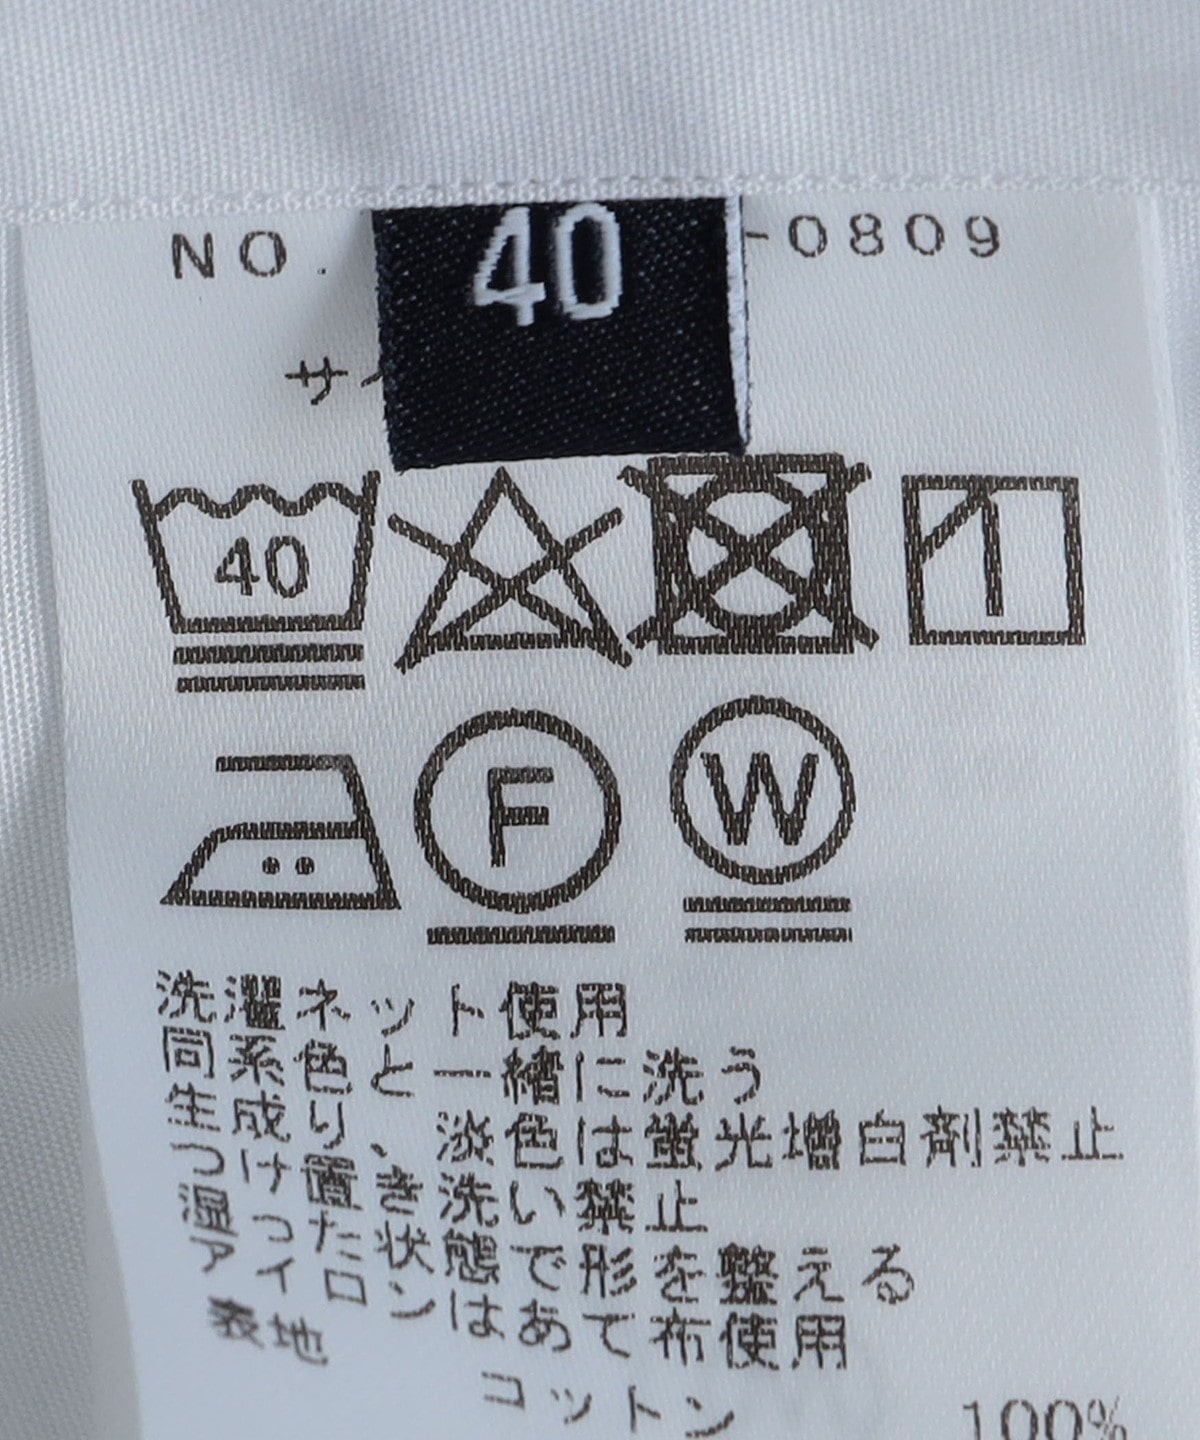 NO. 40 -0809
サイ
40
F
W
洗濯ネット使用
同系色と一緒に洗う
生成り、淡色は蛍光増白剤禁止
つけ置き洗い禁止
湿った状態で形を整える
アイロンはあて布使用
表地
コットン 100%